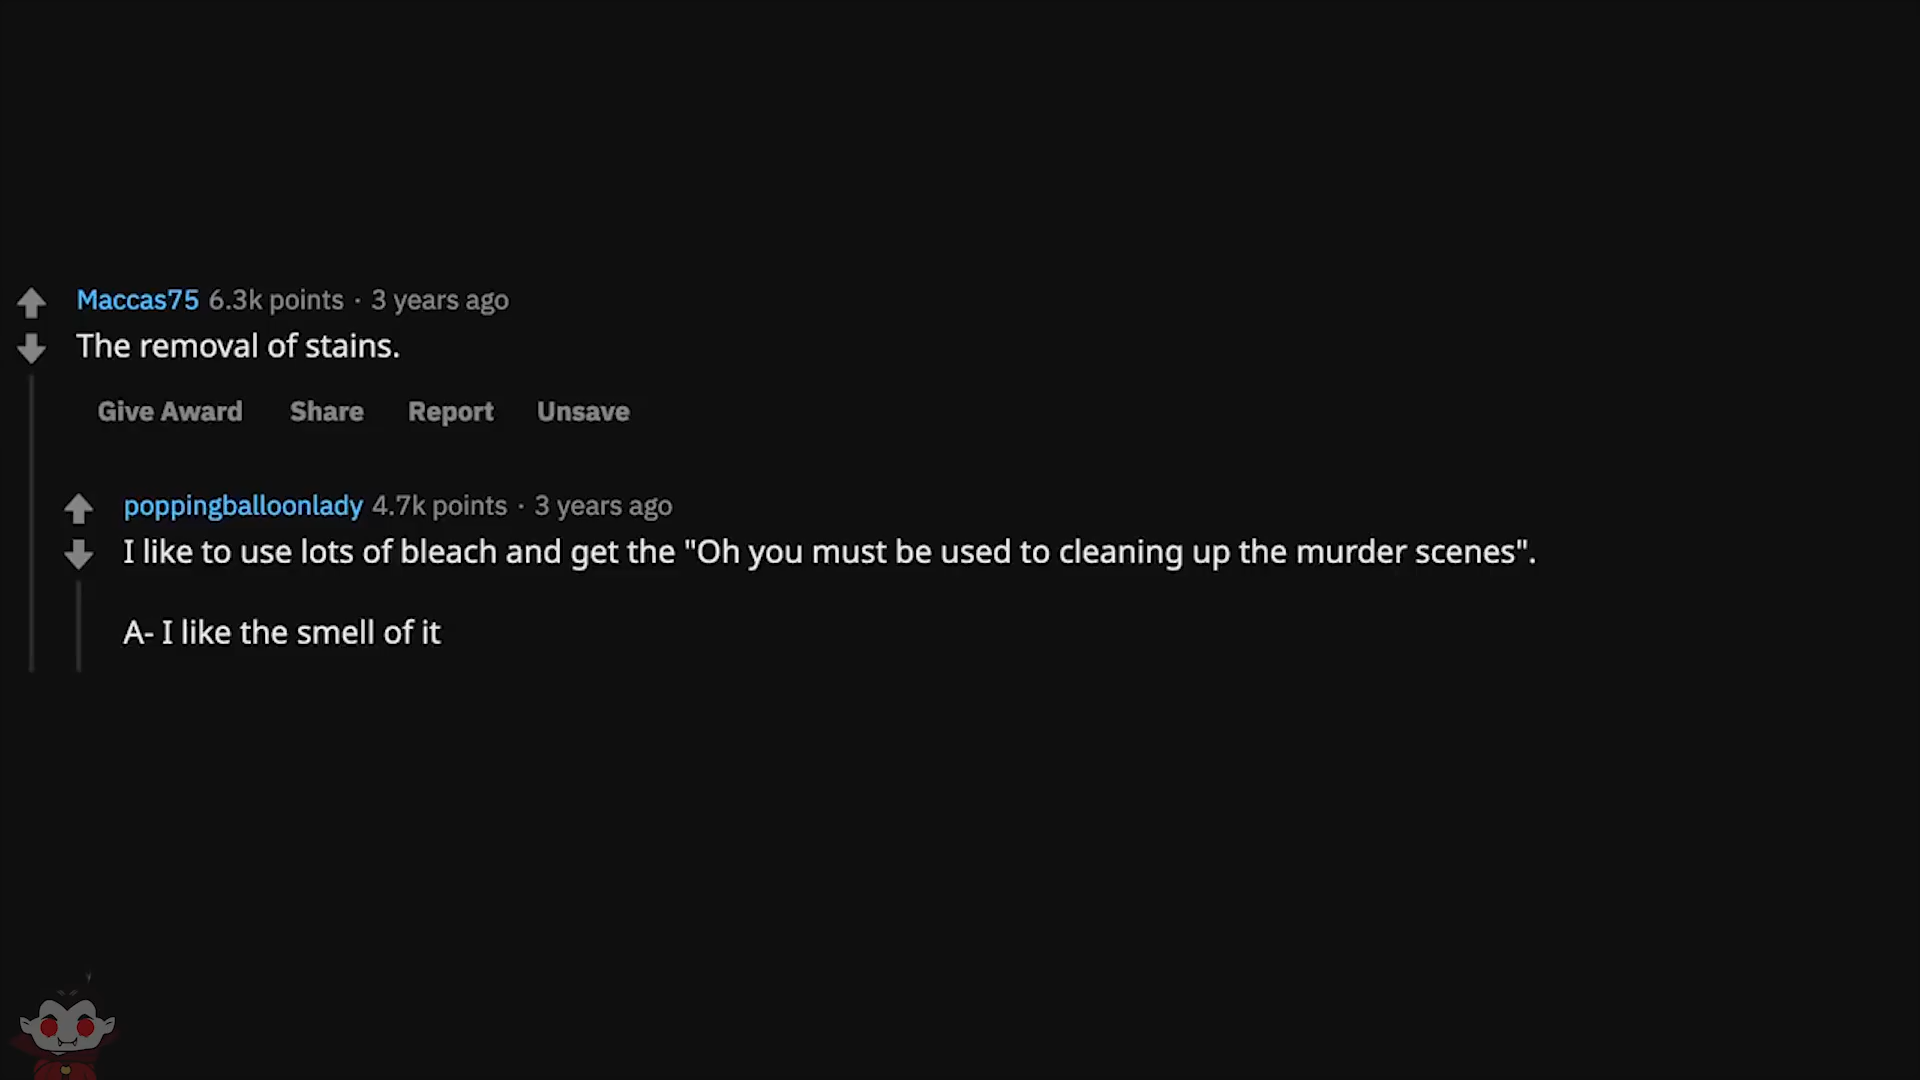 Maccas75 6.3k points · 3 years ago
The removal of stains.
Give Award Share Report Unsave
poppingballoonlady 4.7k points · 3 years ago
I like to use lots of bleach and get the "Oh you must be used to cleaning up the murder scenes".
A- I like the smell of it